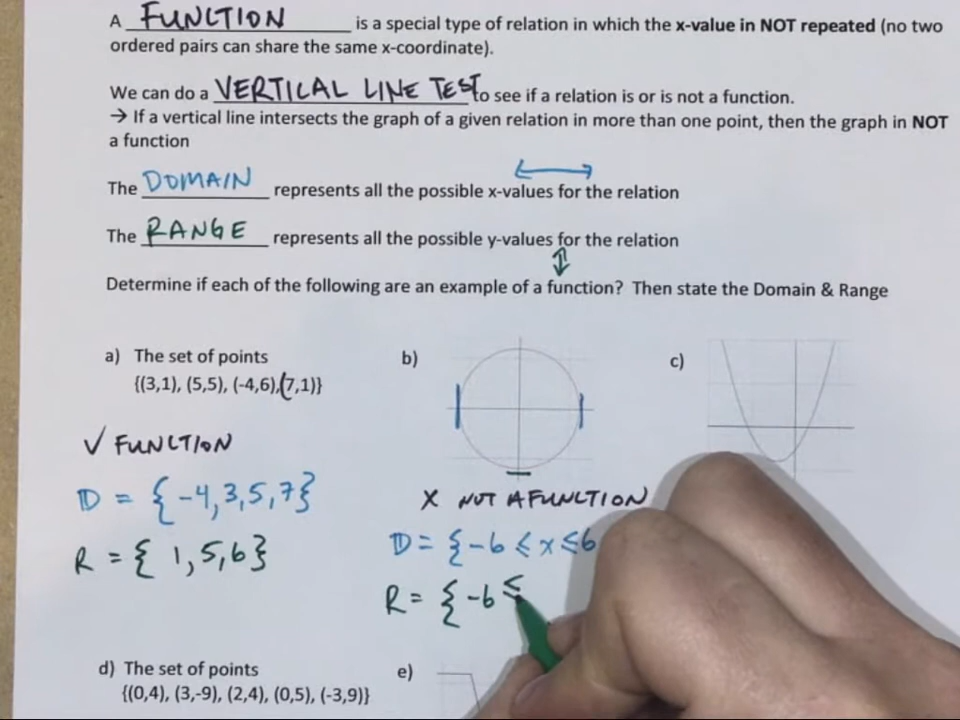 A FUNCTION is a special type of relation in which the x-value in NOT repeated (no two
ordered pairs can share the same x-coordinate).
We can do a VERTICAL LINE TEST to see if a relation is or is not a function.
→ If a vertical line intersects the graph of a given relation in more than one point, then the graph in NOT
a function
The DOMAIN represents all the possible x-values for the relation
The RANGE represents all the possible y-values for the relation
Determine if each of the following are an example of a function? Then state the Domain & Range
a) The set of points
{(3,1), (5,5), (-4,6),(7,1)}
✓ FUNCTION
D = {-4,3,5,7}
R = { 1,5,6}
b)
X NOT A FUNCTION
D = {-6 ≤ x ≤ 6
R = {-6 ≤
c)
d) The set of points
{(0,4), (3,-9), (2,4), (0,5), (-3,9)}
e)